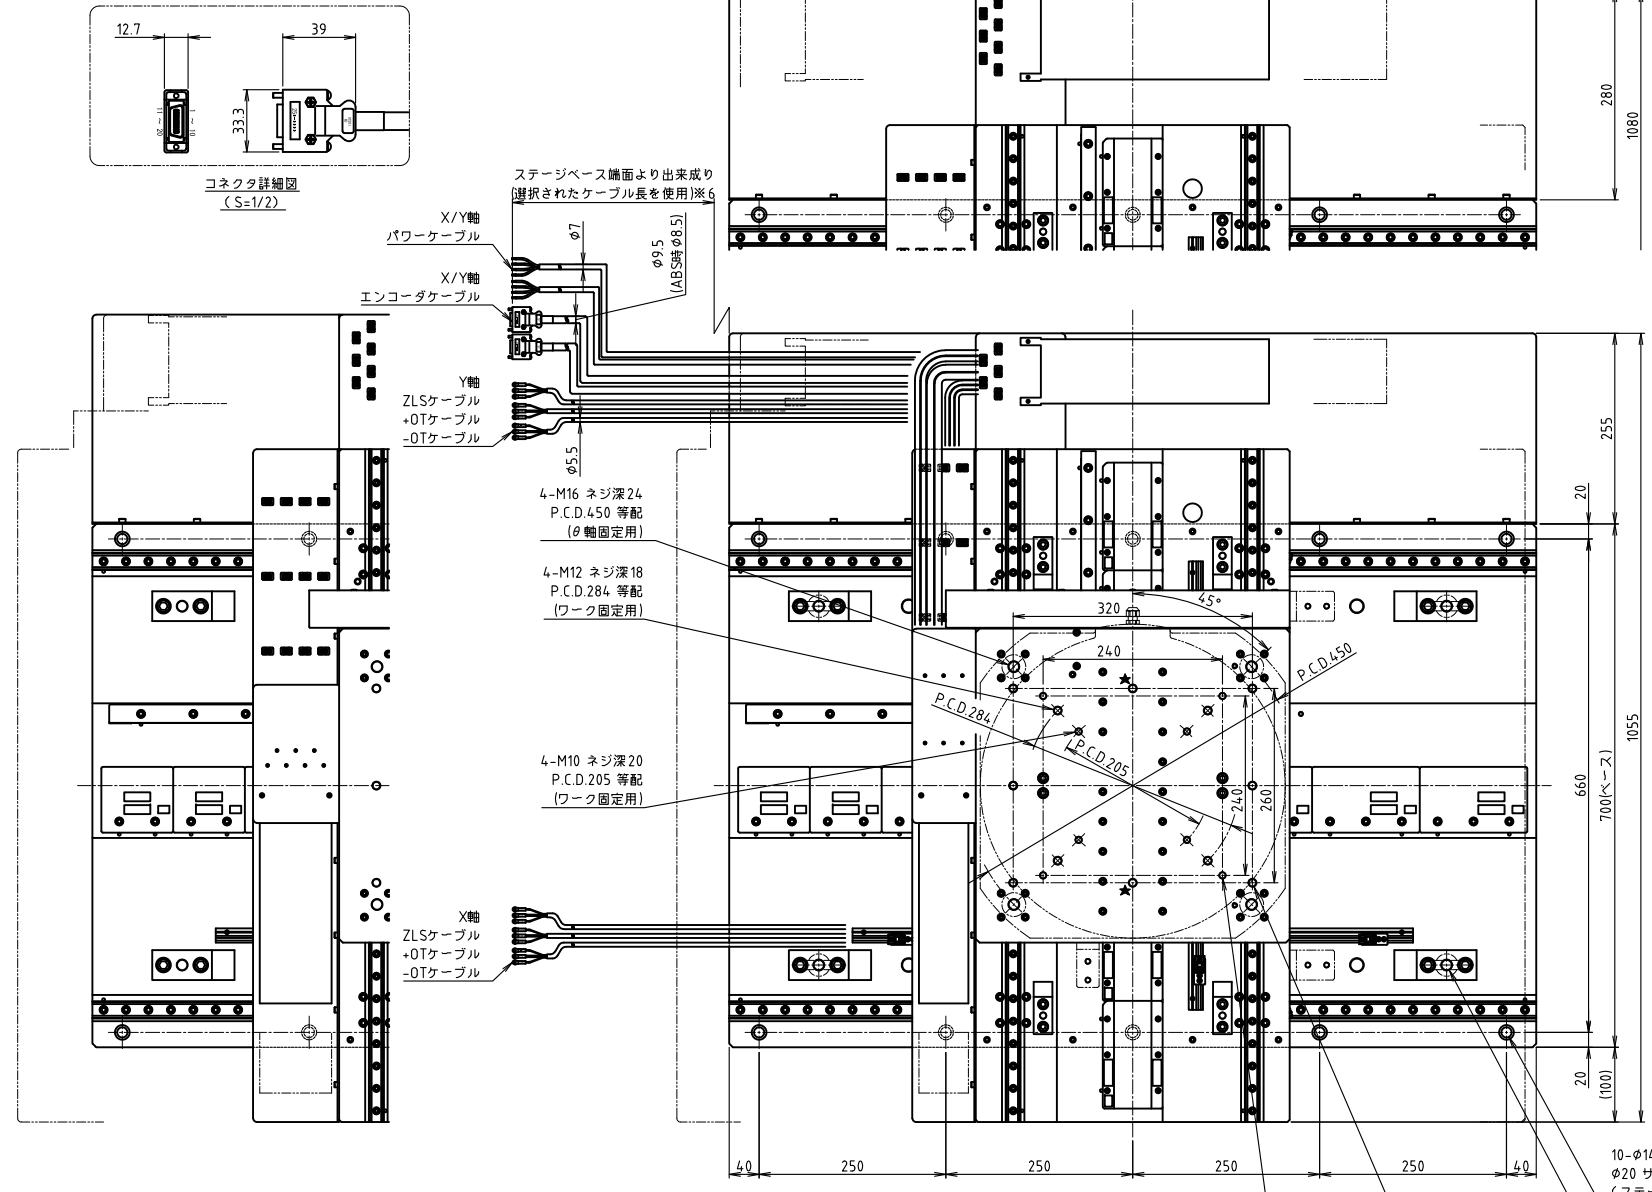 12.7
39
33.3
1 ~ 10
11 ~ 20
コネクタ詳細図
(S=1/2)
ステージベース端面より出来成り
(選択されたケーブル長を使用)※6
X/Y軸
パワーケーブル
X/Y軸
エンコーダケーブル
φ7
φ9.5
(ABS時φ8.5)
Y軸
ZLSケーブル
+OTケーブル
-OTケーブル
φ5.5
4-M16 ネジ深24
P.C.D.450 等配
(θ軸固定用)
4-M12 ネジ深18
P.C.D.284 等配
(ワーク固定用)
4-M10 ネジ深20
P.C.D.205 等配
(ワーク固定用)
X軸
ZLSケーブル
+OTケーブル
-OTケーブル
280
1080
255
20
320
45°
240
P.C.D.450
P.C.D.284
P.C.D.205
240
260
660
700(ベース)
1055
20
(100)
40
250
250
250
250
40
10-φ14
φ20